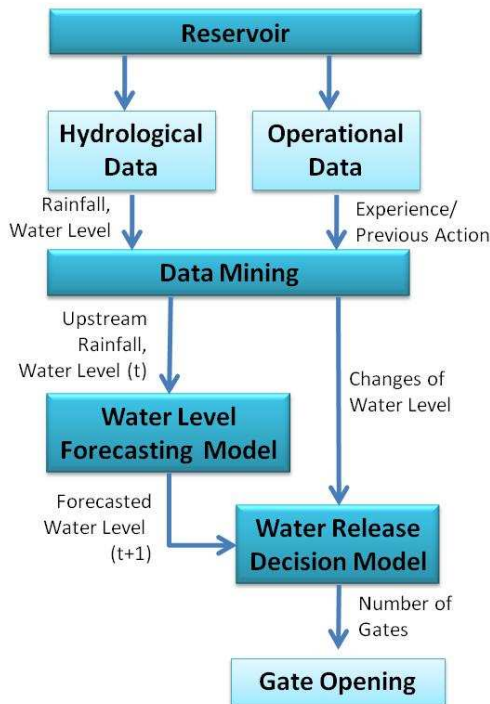 Reservoir
Hydrological
Data
Operational
Data
Rainfall,
Water Level
Experience/
Previous Action
Data Mining
Upstream
Rainfall,
Water Level (t)
Changes of
Water Level
Water Level
Forecasting Model
Forecasted
Water Level
(t+1)
Water Release
Decision Model
Number of
Gates
Gate Opening